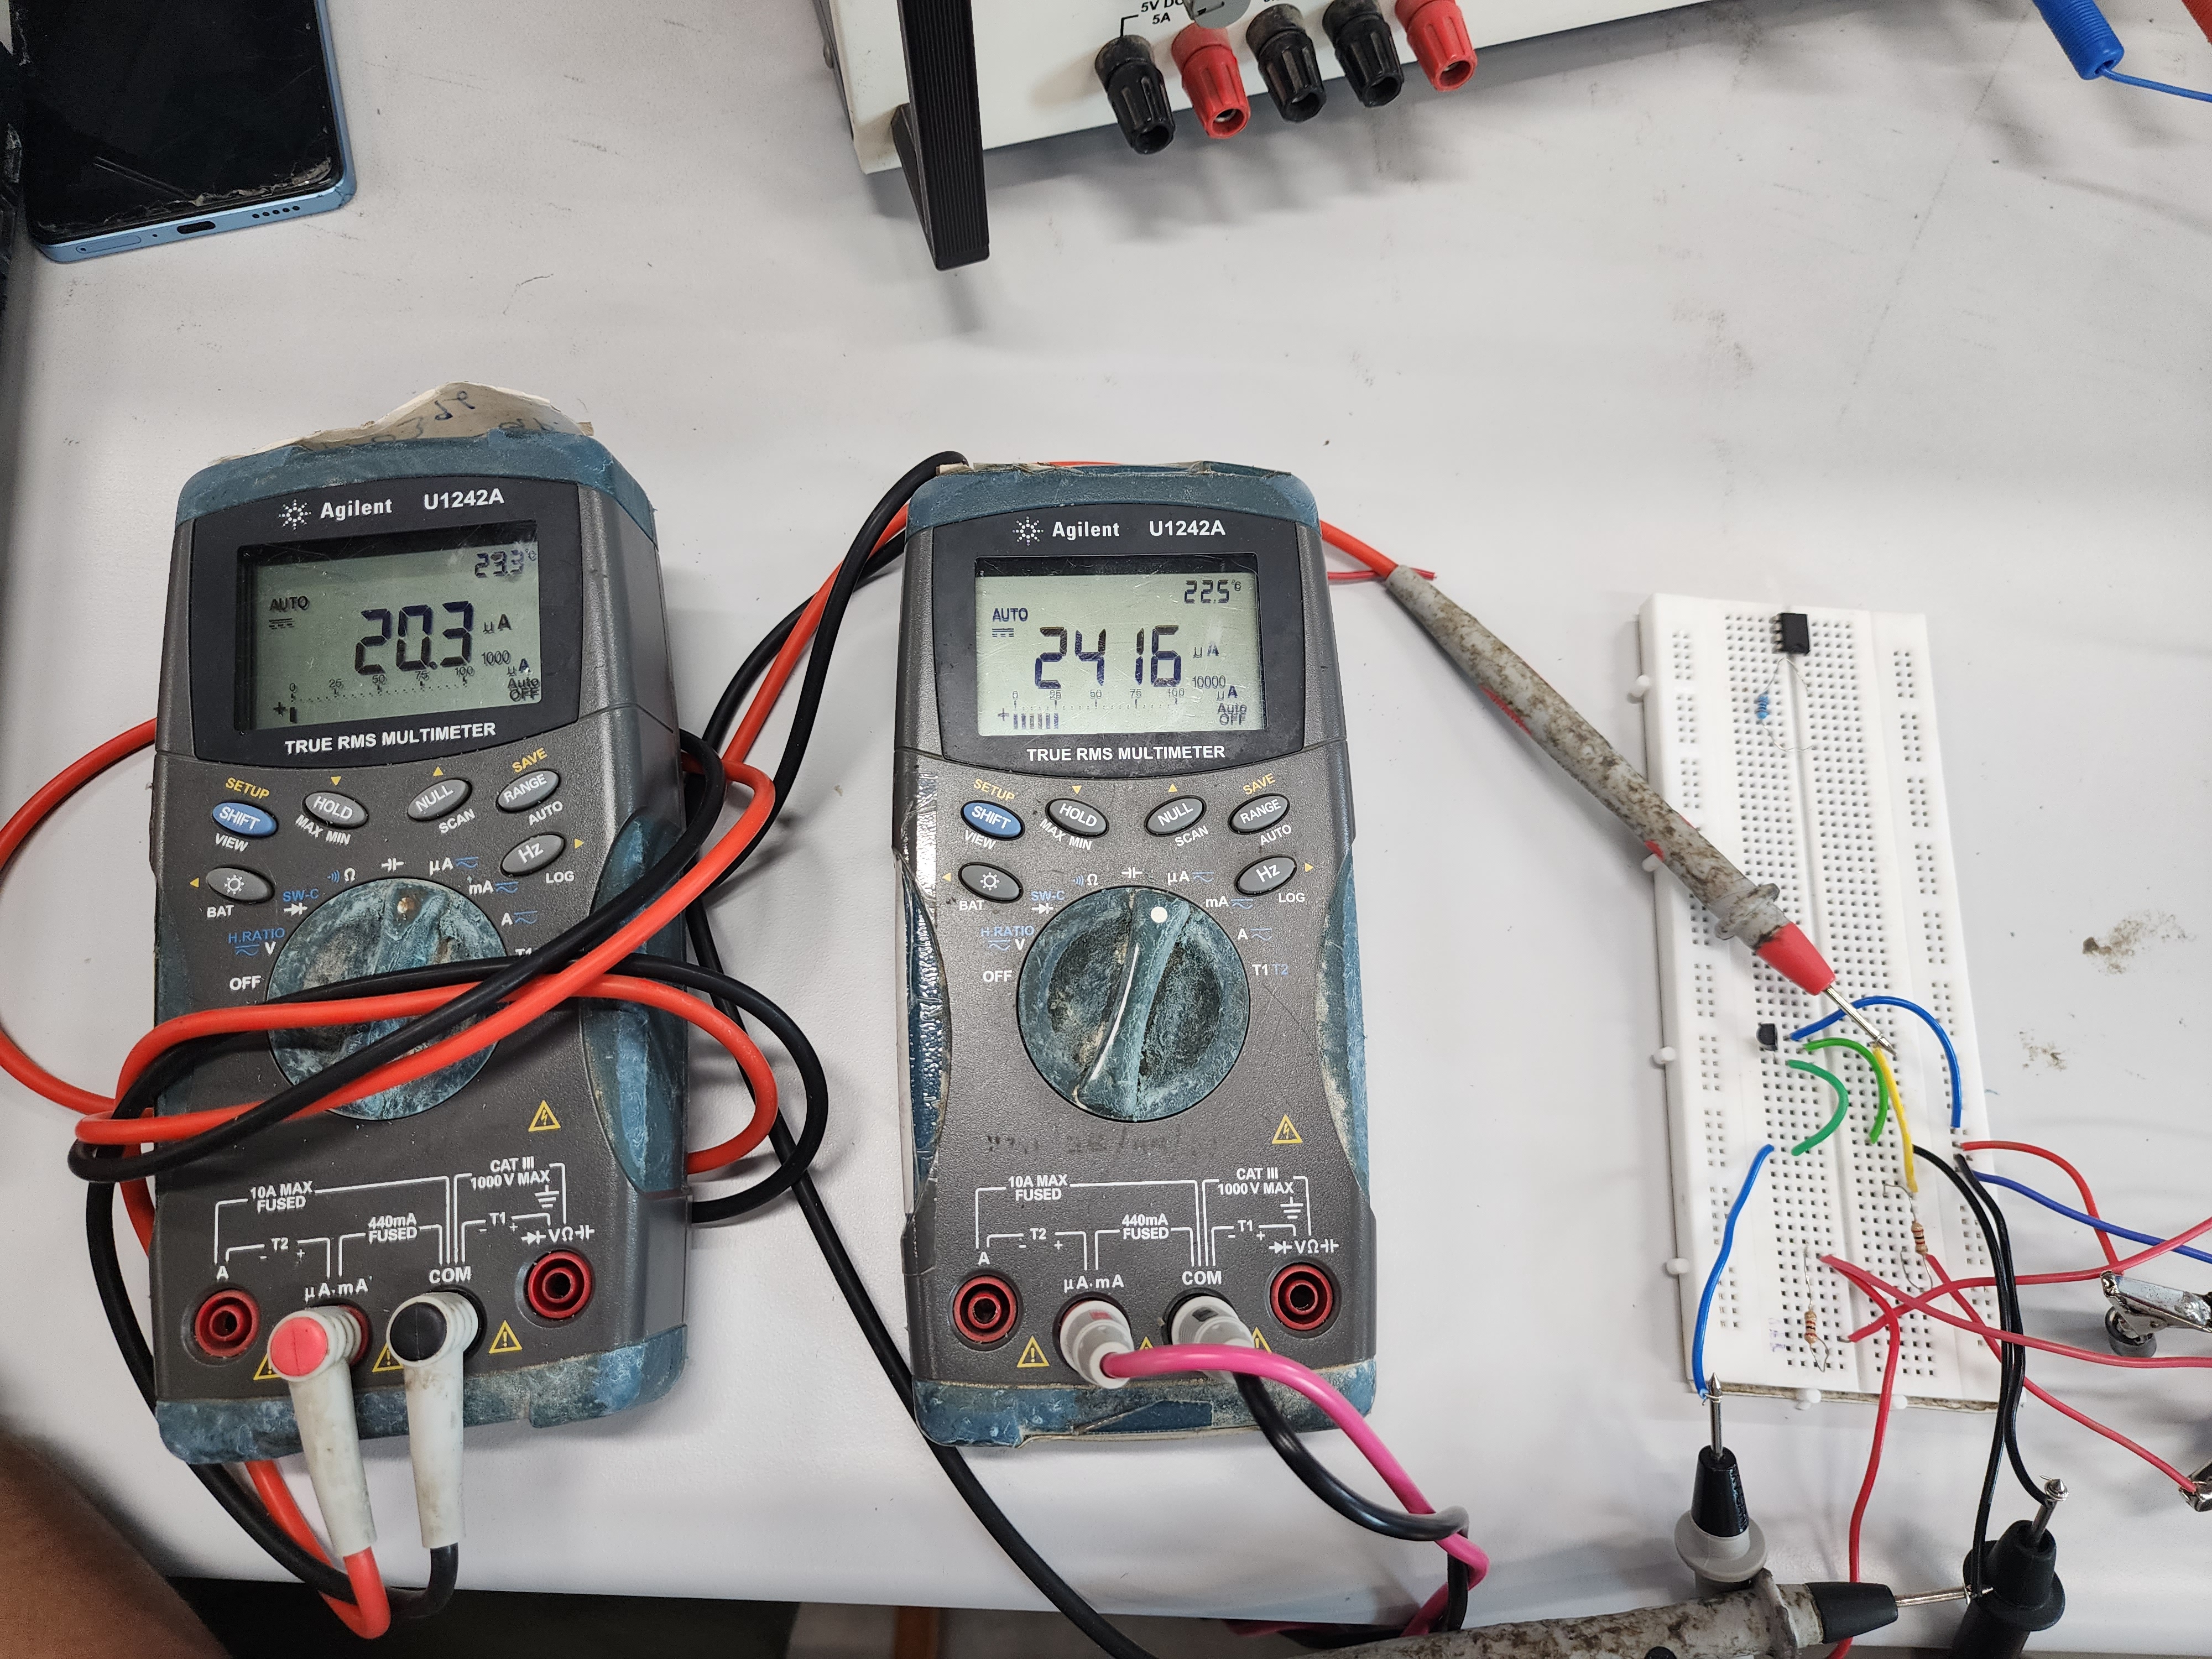 5V DC
5A
Agilent U1242A
23.3°C
AUTO
20.3 µA
1000 µA
0 25 50 75 100
+
Auto
OFF
TRUE RMS MULTIMETER
SETUP
SAVE
SHIFT
HOLD
NULL
RANGE
VIEW
MAX MIN
SCAN
AUTO
Hz
LOG
BAT
SW-C
Ω
µA
mA
A
H.RATIO
V
OFF
10A MAX
FUSED
440mA
FUSED
CAT III
1000V MAX
A
- T2 +
µA.mA
COM
- T1 +
VΩ
Agilent U1242A
22.5°C
AUTO
2416 µA
10000 µA
0 25 50 75 100
+
Auto
OFF
TRUE RMS MULTIMETER
SETUP
SAVE
SHIFT
HOLD
NULL
RANGE
VIEW
MAX MIN
SCAN
AUTO
Hz
LOG
BAT
SW-C
Ω
µA
mA
A
T1 T2
H.RATIO
V
OFF
10A MAX
FUSED
440mA
FUSED
CAT III
1000V MAX
A
- T2 +
µA.mA
COM
- T1 +
VΩ